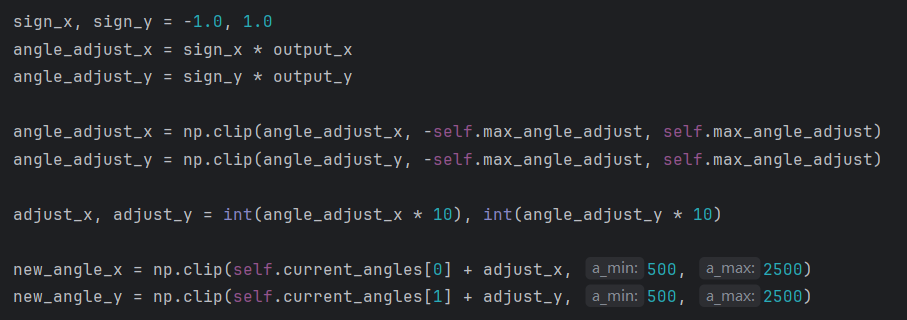 sign_x, sign_y = -1.0, 1.0
angle_adjust_x = sign_x * output_x
angle_adjust_y = sign_y * output_y
angle_adjust_x = np.clip(angle_adjust_x, -self.max_angle_adjust, self.max_angle_adjust)
angle_adjust_y = np.clip(angle_adjust_y, -self.max_angle_adjust, self.max_angle_adjust)
adjust_x, adjust_y = int(angle_adjust_x * 10), int(angle_adjust_y * 10)
new_angle_x = np.clip(self.current_angles[0] + adjust_x, a_min: 500, a_max: 2500)
new_angle_y = np.clip(self.current_angles[1] + adjust_y, a_min: 500, a_max: 2500)